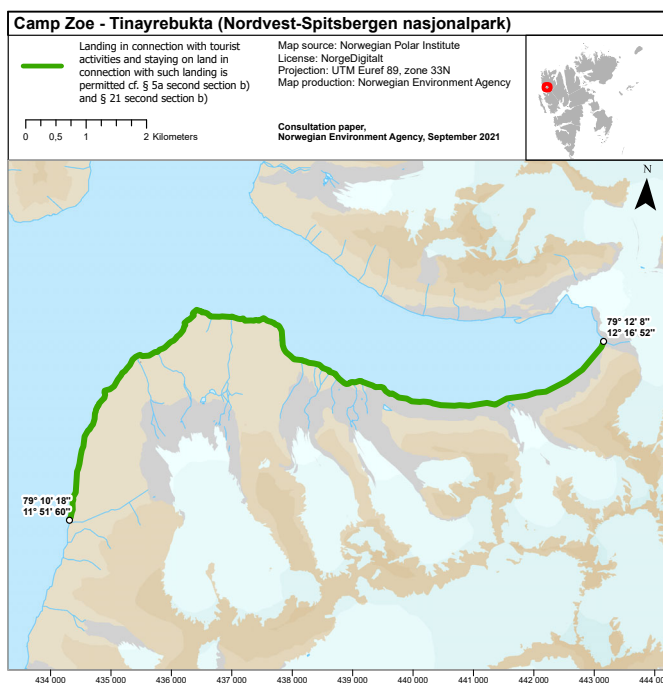 Camp Zoe - Tinayrebukta (Nordvest-Spitsbergen nasjonalpark)
Landing in connection with tourist
activities and staying on land in
connection with such landing is
permitted cf. § 5a second section b)
and § 21 second section b)
0 0,5 1 2 Kilometers
Map source: Norwegian Polar Institute
License: NorgeDigitalt
Projection: UTM Euref 89, zone 33N
Map production: Norwegian Environment Agency
Consultation paper,
Norwegian Environment Agency, September 2021
N
79° 12' 8"
12° 16' 52"
79° 10' 18"
11° 51' 60"
434 000 435 000 436 000 437 000 438 000 439 000 440 000 441 000 442 000 443 000 444 0